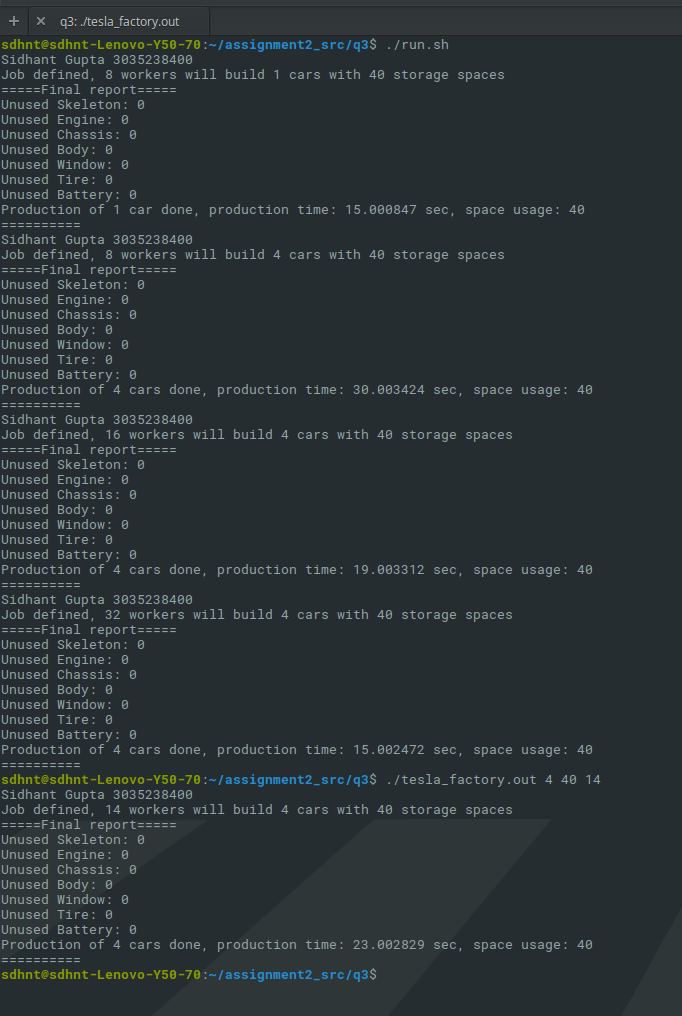 + × q3: ./tesla_factory.out
sdhnt@sdhnt-Lenovo-Y50-70:~/assignment2_src/q3$ ./run.sh
Sidhant Gupta 3035238400
Job defined, 8 workers will build 1 cars with 40 storage spaces
=====Final report=====
Unused Skeleton: 0
Unused Engine: 0
Unused Chassis: 0
Unused Body: 0
Unused Window: 0
Unused Tire: 0
Unused Battery: 0
Production of 1 car done, production time: 15.000847 sec, space usage: 40
==========
Sidhant Gupta 3035238400
Job defined, 8 workers will build 4 cars with 40 storage spaces
=====Final report=====
Unused Skeleton: 0
Unused Engine: 0
Unused Chassis: 0
Unused Body: 0
Unused Window: 0
Unused Tire: 0
Unused Battery: 0
Production of 4 cars done, production time: 30.003424 sec, space usage: 40
==========
Sidhant Gupta 3035238400
Job defined, 16 workers will build 4 cars with 40 storage spaces
=====Final report=====
Unused Skeleton: 0
Unused Engine: 0
Unused Chassis: 0
Unused Body: 0
Unused Window: 0
Unused Tire: 0
Unused Battery: 0
Production of 4 cars done, production time: 19.003312 sec, space usage: 40
==========
Sidhant Gupta 3035238400
Job defined, 32 workers will build 4 cars with 40 storage spaces
=====Final report=====
Unused Skeleton: 0
Unused Engine: 0
Unused Chassis: 0
Unused Body: 0
Unused Window: 0
Unused Tire: 0
Unused Battery: 0
Production of 4 cars done, production time: 15.002472 sec, space usage: 40
==========
sdhnt@sdhnt-Lenovo-Y50-70:~/assignment2_src/q3$ ./tesla_factory.out 4 40 14
Sidhant Gupta 3035238400
Job defined, 14 workers will build 4 cars with 40 storage spaces
=====Final report=====
Unused Skeleton: 0
Unused Engine: 0
Unused Chassis: 0
Unused Body: 0
Unused Window: 0
Unused Tire: 0
Unused Battery: 0
Production of 4 cars done, production time: 23.002829 sec, space usage: 40
==========
sdhnt@sdhnt-Lenovo-Y50-70:~/assignment2_src/q3$